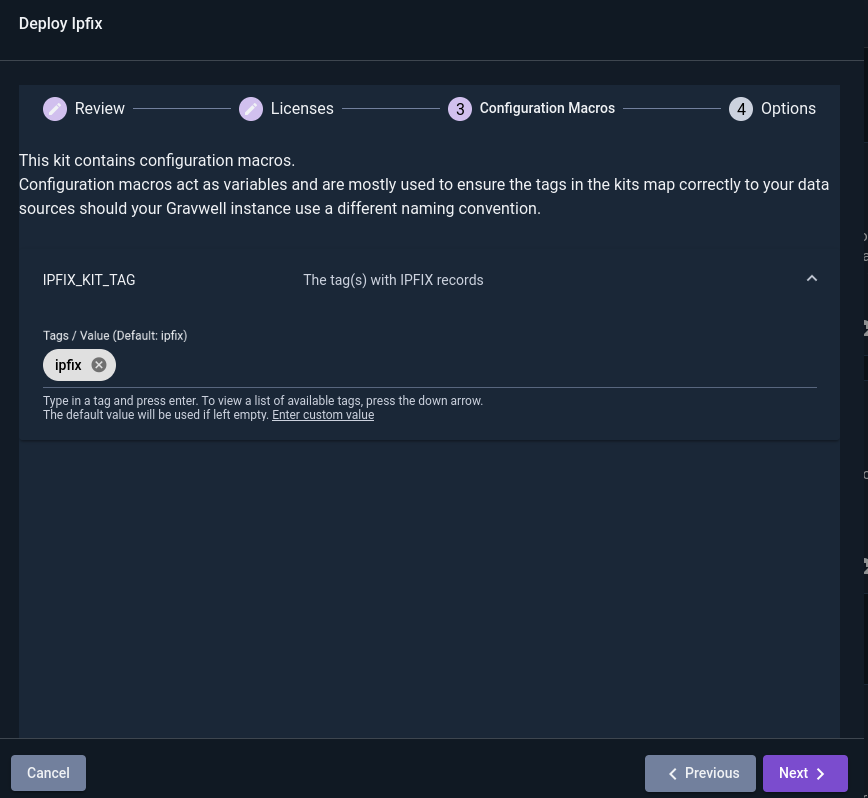 Deploy Ipfix
Review
Licenses
3 Configuration Macros
4 Options
This kit contains configuration macros.
Configuration macros act as variables and are mostly used to ensure the tags in the kits map correctly to your data
sources should your Gravwell instance use a different naming convention.
IPFIX_KIT_TAG
The tag(s) with IPFIX records
Tags / Value (Default: ipfix)
ipfix
Type in a tag and press enter. To view a list of available tags, press the down arrow.
The default value will be used if left empty. Enter custom value
Cancel
Previous
Next